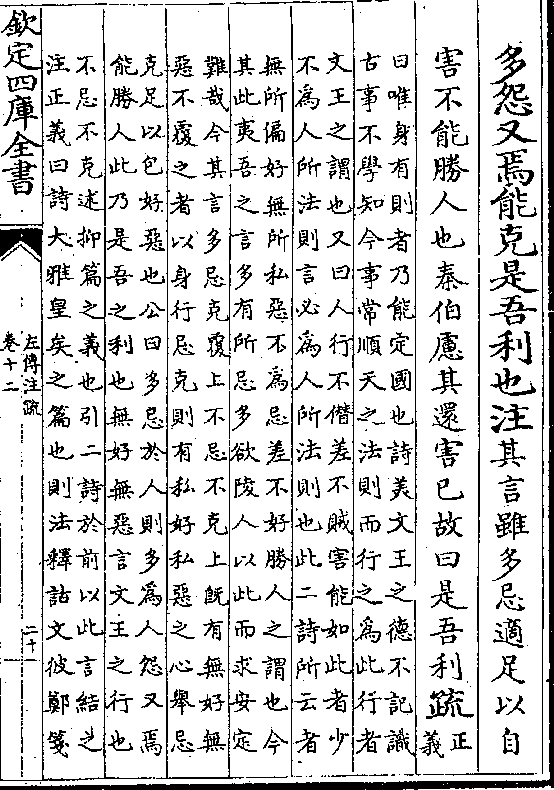 多怨又焉能克是吾利也注其言雖多忌適足以自
害不能勝人也秦伯慮其還害已故曰是吾利疏正義
曰唯身有則者乃能定國也詩美文王之德不記識
古事不學知今事常順天之法則而行之為此行者
文王之謂也又曰人行不僭差不賊害能如此者少
不為人所法則言必為人所法則也此二詩所云者
無所偏好無所私惡不為忌差不好勝人之謂也今
其此夷吾之言多有所忌多欲陵人以此而求安定
難哉今其言多忌克覆上不忌不克上旣有無好無
惡不覆之者以身行忌克則有私好私惡之心舉忌
克足以包好惡也公曰多忌於人則多為人怨又焉
能勝人此乃是吾之利也無好無惡言文王之行也
不忌不克述抑篇之義也引二詩於前以此言結之
注正義曰詩大雅皇矣之篇也則法釋詁文彼鄭箋
欽定四庫全書
左傳注疏
卷十二
二十